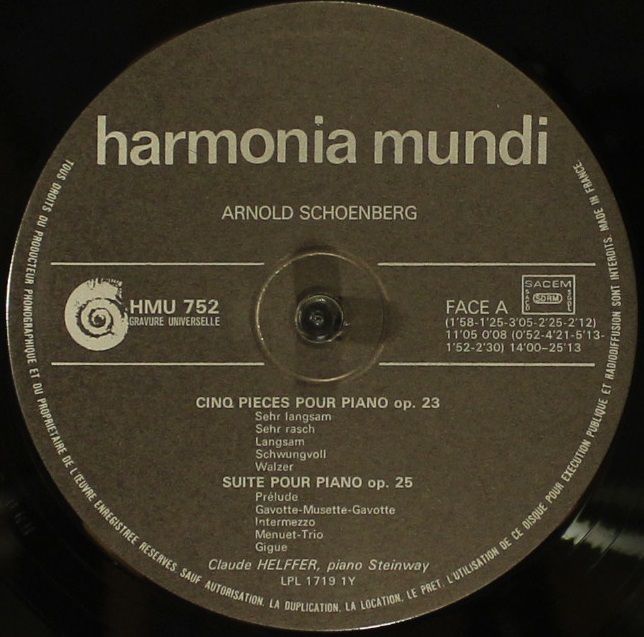 harmonia mundi
ARNOLD SCHOENBERG
HMU 752
GRAVURE UNIVERSELLE
FACE A
SACEM
SACD SDRM SGDL
(1'58-1'25-3'05-2'25-2'12)
11'05 0'08 (0'52-4'21-5'13-
1'52-2'30) 14'00–25'13
CINQ PIECES POUR PIANO op. 23
Sehr langsam
Sehr rasch
Langsam
Schwungvoll
Walzer
SUITE POUR PIANO op. 25
Prélude
Gavotte-Musette-Gavotte
Intermezzo
Menuet-Trio
Gigue
Claude HELFFER, piano Steinway
LPL 1719 1Y
TOUS DROITS DU PRODUCTEUR PHONOGRAPHIQUE ET DU PROPRIETAIRE DE L'ŒUVRE ENREGISTREE RESERVES. SAUF AUTORISATION, LA DUPLICATION, LA LOCATION, LE PRET, L'UTILISATION DE CE DISQUE POUR EXECUTION PUBLIQUE ET RADIODIFFUSION SONT INTERDITS. MADE IN FRANCE.